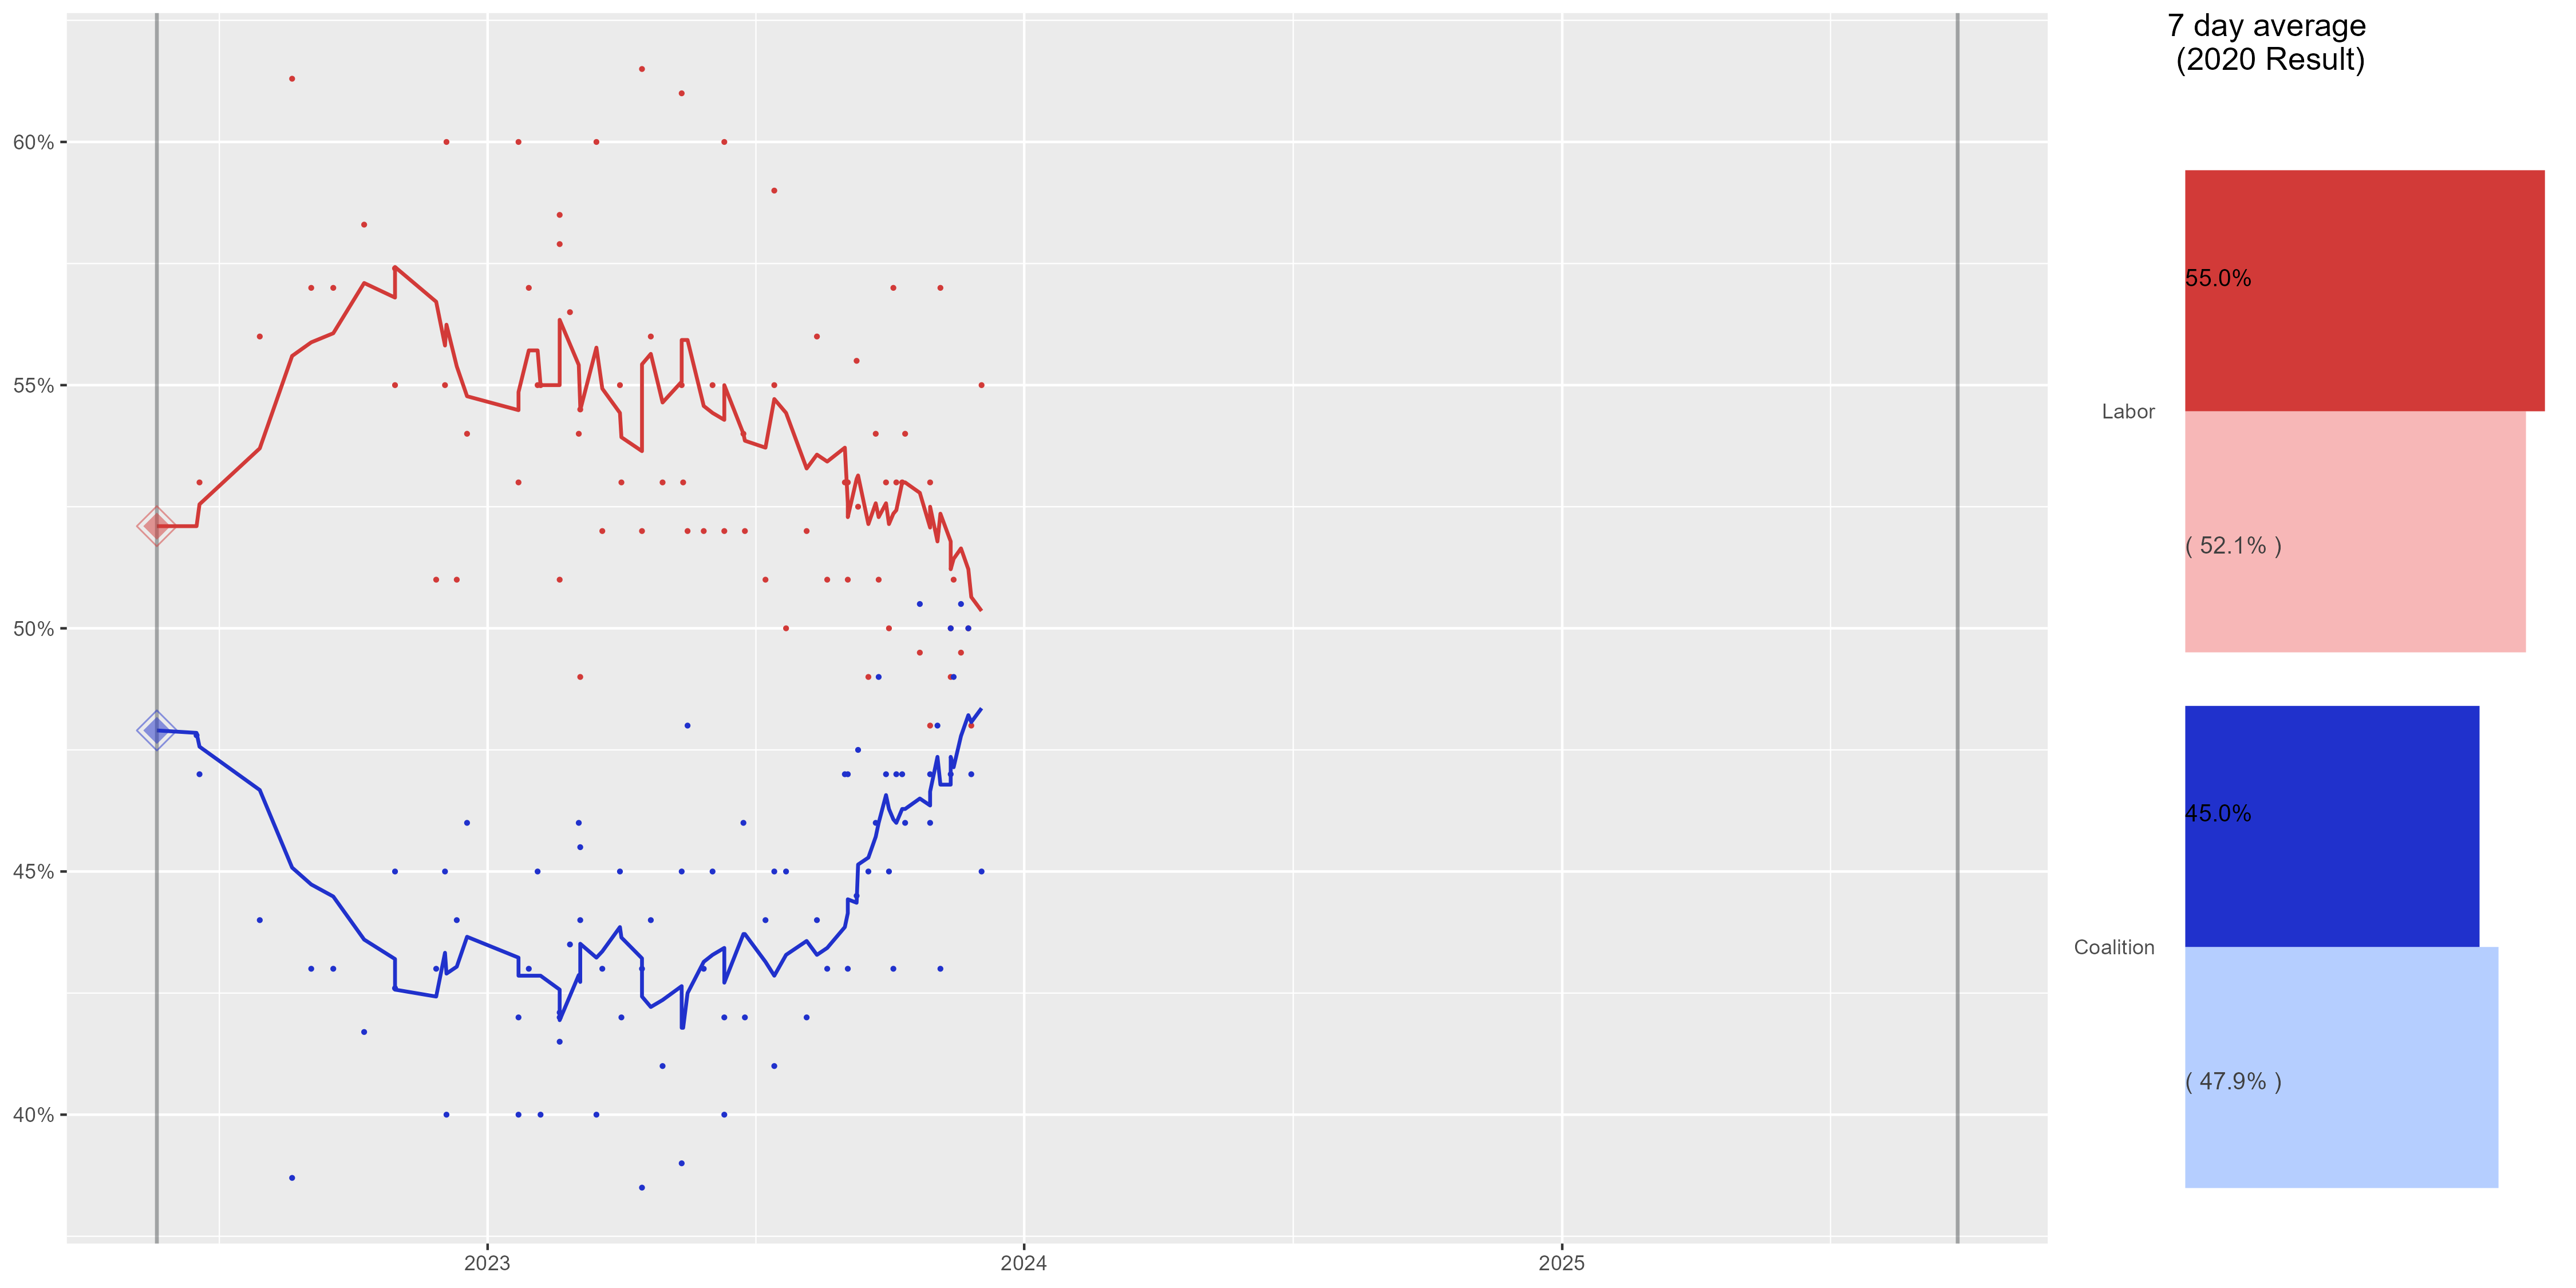 7 day average
(2020 Result)
60%
55%
50%
45%
40%
2023
2024
2025
Labor
55.0%
( 52.1% )
Coalition
45.0%
( 47.9% )